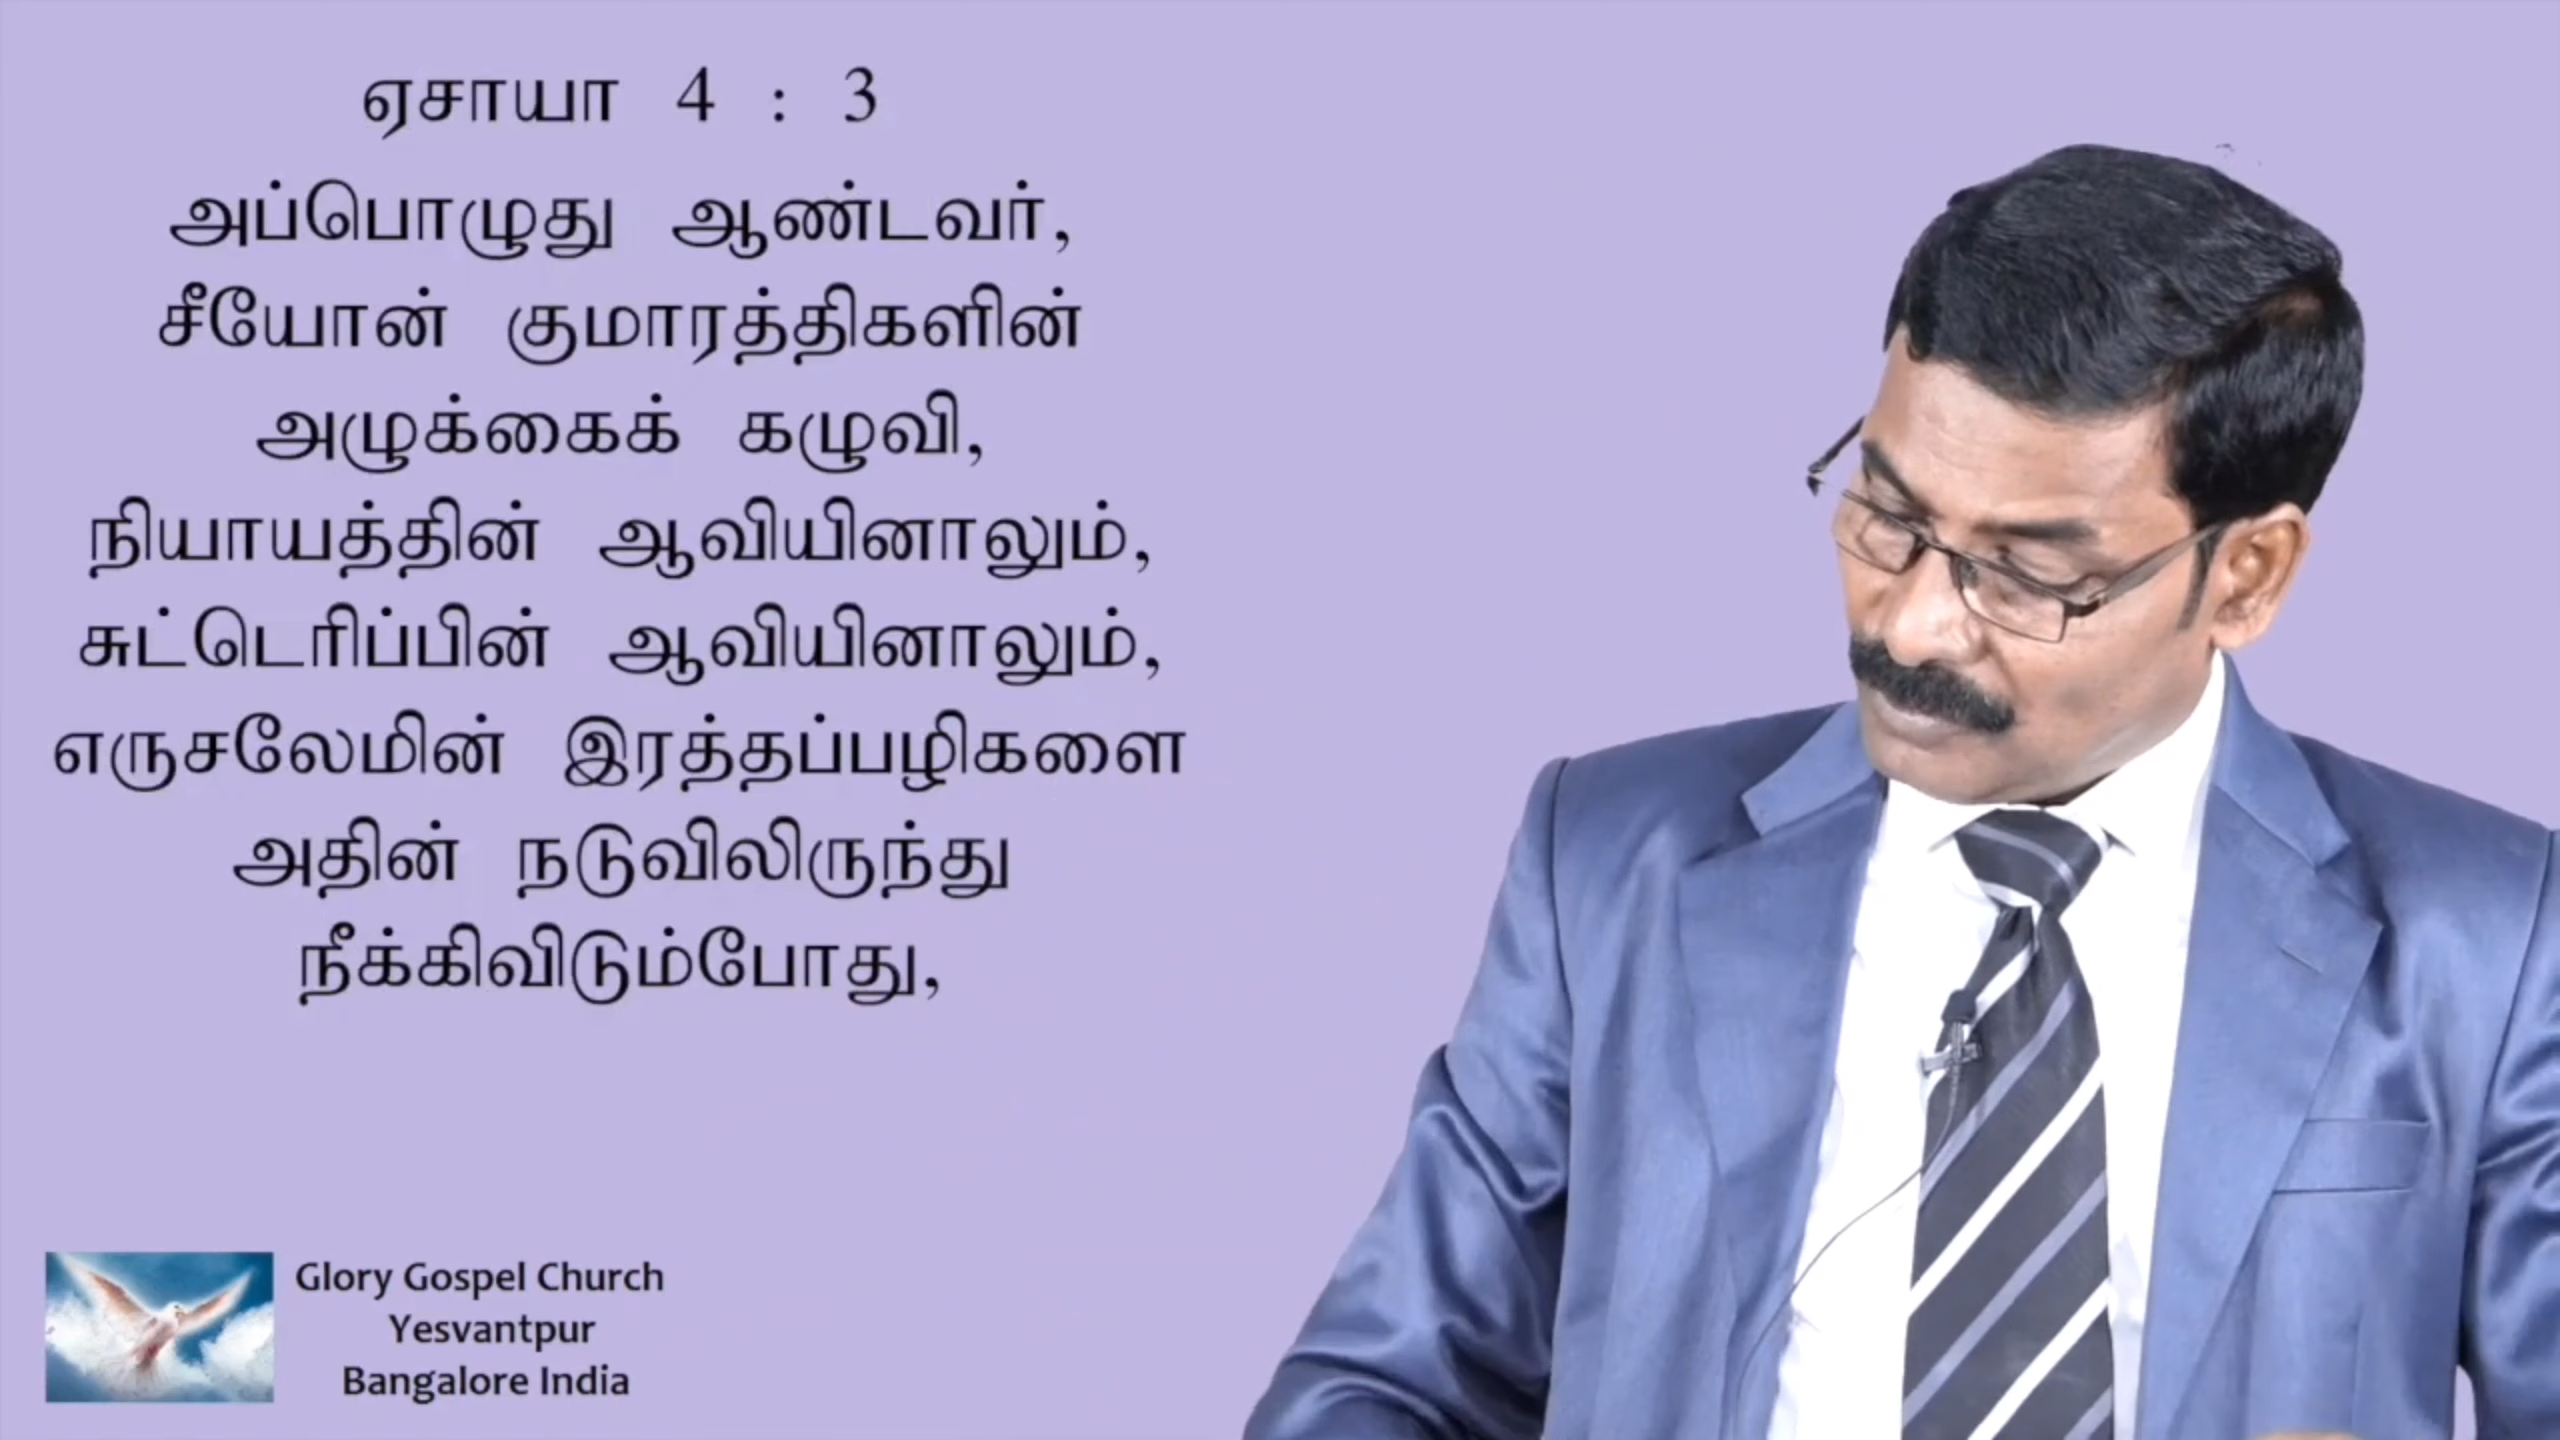 ஏசாயா 4 : 3
அப்பொழுது ஆண்டவர்,
சீயோன் குமாரத்திகளின்
அழுக்கைக் கழுவி,
நியாயத்தின் ஆவியினாலும்,
சுட்டெரிப்பின் ஆவியினாலும்,
எருசலேமின் இரத்தப்பழிகளை
அதின் நடுவிலிருந்து
நீக்கிவிடும்போது,
Glory Gospel Church
Yesvantpur
Bangalore India